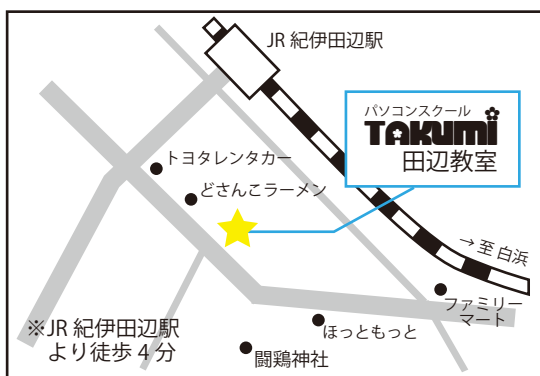 JR 紀伊田辺駅
パソコンスクール
TAKUMI
田辺教室
トヨタレンタカー
どさんこラーメン
→至 白浜
ファミリー
マート
ほっともっと
闘鶏神社
※JR 紀伊田辺駅
より徒歩 4 分